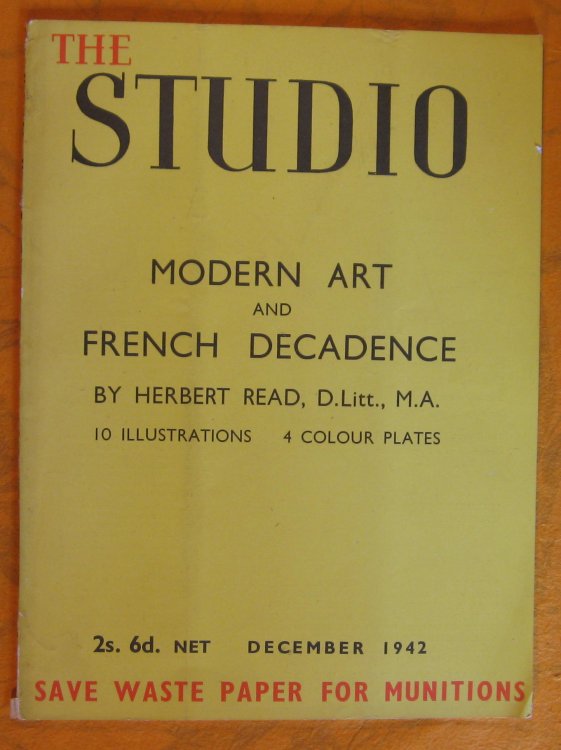 THE
STUDIO
MODERN ART
AND
FRENCH DECADENCE
BY HERBERT READ, D.Litt., M.A.
10 ILLUSTRATIONS 4 COLOUR PLATES
2s. 6d. NET DECEMBER 1942
SAVE WASTE PAPER FOR MUNITIONS